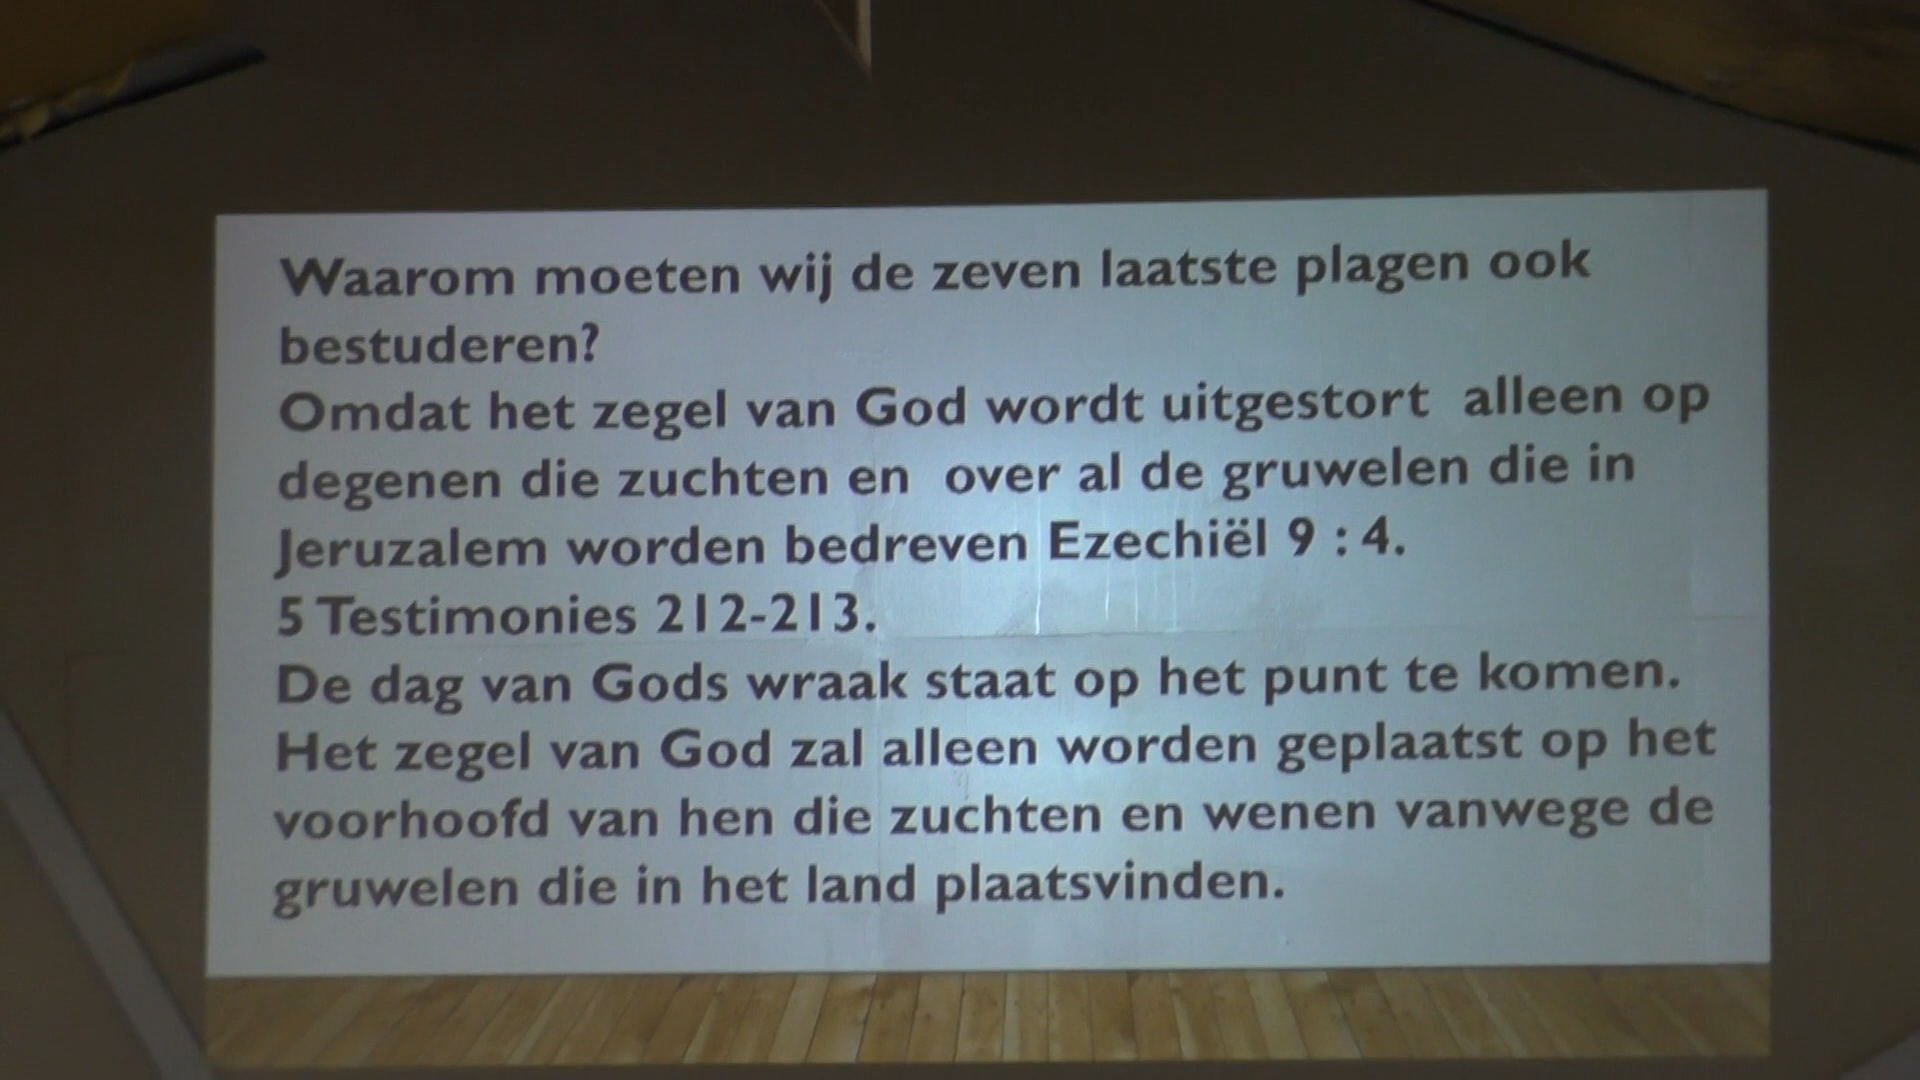 Waarom moeten wij de zeven laatste plagen ook
bestuderen?
Omdat het zegel van God wordt uitgestort alleen op
degenen die zuchten en over al de gruwelen die in
Jeruzalem worden bedreven Ezechiël 9 : 4.
5 Testimonies 212-213.
De dag van Gods wraak staat op het punt te komen.
Het zegel van God zal alleen worden geplaatst op het
voorhoofd van hen die zuchten en wenen vanwege de
gruwelen die in het land plaatsvinden.